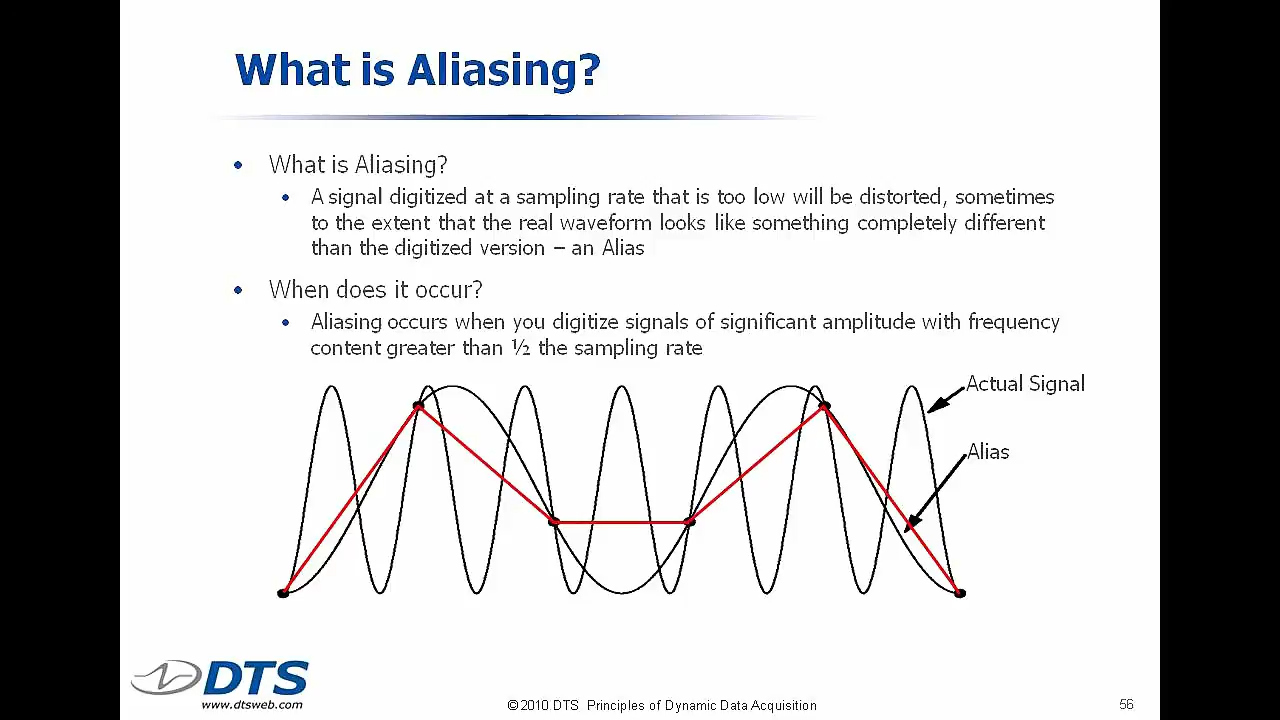 What is Aliasing?
• What is Aliasing?
• A signal digitized at a sampling rate that is too low will be distorted, sometimes
to the extent that the real waveform looks like something completely different
than the digitized version – an Alias
• When does it occur?
• Aliasing occurs when you digitize signals of significant amplitude with frequency
content greater than ½ the sampling rate
Actual Signal
Alias
DTS
www.dtsweb.com
©2010 DTS Principles of Dynamic Data Acquisition
56